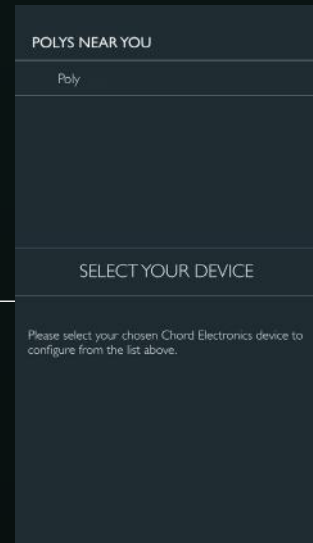 POLYS NEAR YOU
Poly
SELECT YOUR DEVICE
Please select your chosen Chord Electronics device to
configure from the list above.